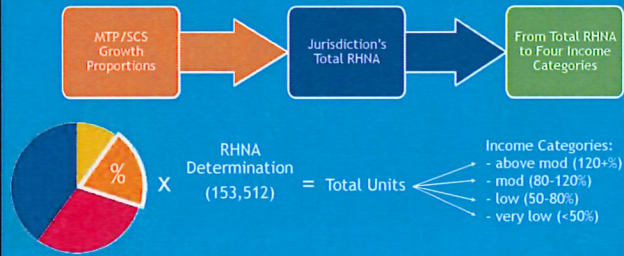 MTP/SCS
Growth
Proportions
Jurisdiction's
Total RHNA
From Total RHNA
to Four Income
Categories
%
X
RHNA
Determination
(153,512)
= Total Units
Income Categories:
- above mod (120+%)
- mod (80-120%)
- low (50-80%)
- very low (<50%)